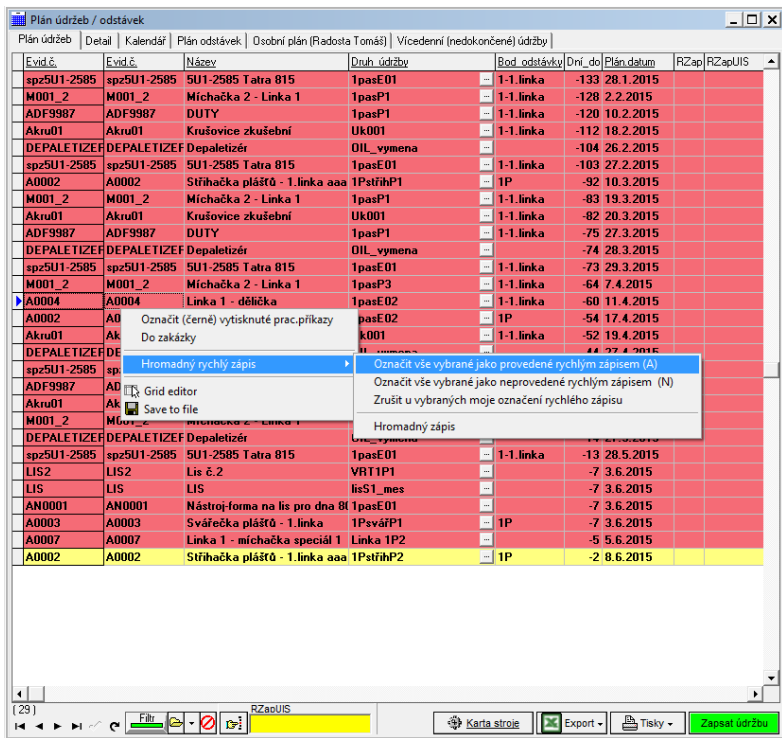 Plán údržeb / odstávek
Plán údržeb Detail Kalendář Plán odstávek Osobní plán (Radosta Tomáš) Vícedenní (nedokončené) údržby
Evid.č. Evid.č. Název Druh_údržby Bod_odstávky Dní_do Plán.datum RZap RZapUIS
spz5U1-2585 spz5U1-2585 5U1-2585 Tatra 815 1pasE01 1-1.linka -133 28.1.2015
M001_2 M001_2 Míchačka 2 - Linka 1 1pasP1 1-1.linka -128 2.2.2015
ADF9987 ADF9987 DUTY 1pasP1 1-1.linka -120 10.2.2015
Akru01 Akru01 Krušovice zkušební Uk001 1-1.linka -112 18.2.2015
DEPALETIZEF DEPALETIZEF Depaletizér OIL_vymena -104 26.2.2015
spz5U1-2585 spz5U1-2585 5U1-2585 Tatra 815 1pasE01 1-1.linka -103 27.2.2015
A0002 A0002 Střihačka plášťů - 1.linka aaa 1PstřihP1 1P -92 10.3.2015
M001_2 M001_2 Míchačka 2 - Linka 1 1pasP1 1-1.linka -83 19.3.2015
Akru01 Akru01 Krušovice zkušební Uk001 1-1.linka -82 20.3.2015
ADF9987 ADF9987 DUTY 1pasP1 1-1.linka -75 27.3.2015
DEPALETIZEF DEPALETIZEF Depaletizér OIL_vymena -74 28.3.2015
spz5U1-2585 spz5U1-2585 5U1-2585 Tatra 815 1pasE01 1-1.linka -73 29.3.2015
M001_2 M001_2 Míchačka 2 - Linka 1 1pasP3 1-1.linka -64 7.4.2015
A0004 A0004 Linka 1 - dělička 1pasE02 1-1.linka -60 11.4.2015
A0002 A0 pasE02 1P -54 17.4.2015
Akru01 Ak k001 1-1.linka -52 19.4.2015
DEPALETIZEF DE
spz5U1-2585 sp
ADF9987 AD
Akru01 Ak
M001_2
DEPALETIZEF DEPALETIZEF Depaletizér
spz5U1-2585 spz5U1-2585 5U1-2585 Tatra 815 1pasE01 1-1.linka -13 28.5.2015
LIS2 LIS2 Lis č.2 VRT1P1 -7 3.6.2015
LIS LIS LIS lisS1_mes -7 3.6.2015
AN0001 AN0001 Nástroj-forma na lis pro dna 8( 1pasE01 -7 3.6.2015
A0003 A0003 Svářečka plášťů - 1.linka 1PsvářP1 1P -7 3.6.2015
A0007 A0007 Linka 1 - míchačka speciál 1 Linka 1P2 -5 5.6.2015
A0002 A0002 Střihačka plášťů - 1.linka aaa 1PstřihP2 1P -2 8.6.2015
Označit (černé) vytisknuté prac.příkazy
Do zakázky
Hromadný rychlý zápis
Grid editor
Save to file
Označit vše vybrané jako provedené rychlým zápisem (A)
Označit vše vybrané jako neprovedené rychlým zápisem (N)
Zrušit u vybraných moje označení rychlého zápisu
Hromadný zápis
( 29 )
Filtr RZapUIS Karta stroje Export Tisky Zapsat údržbu